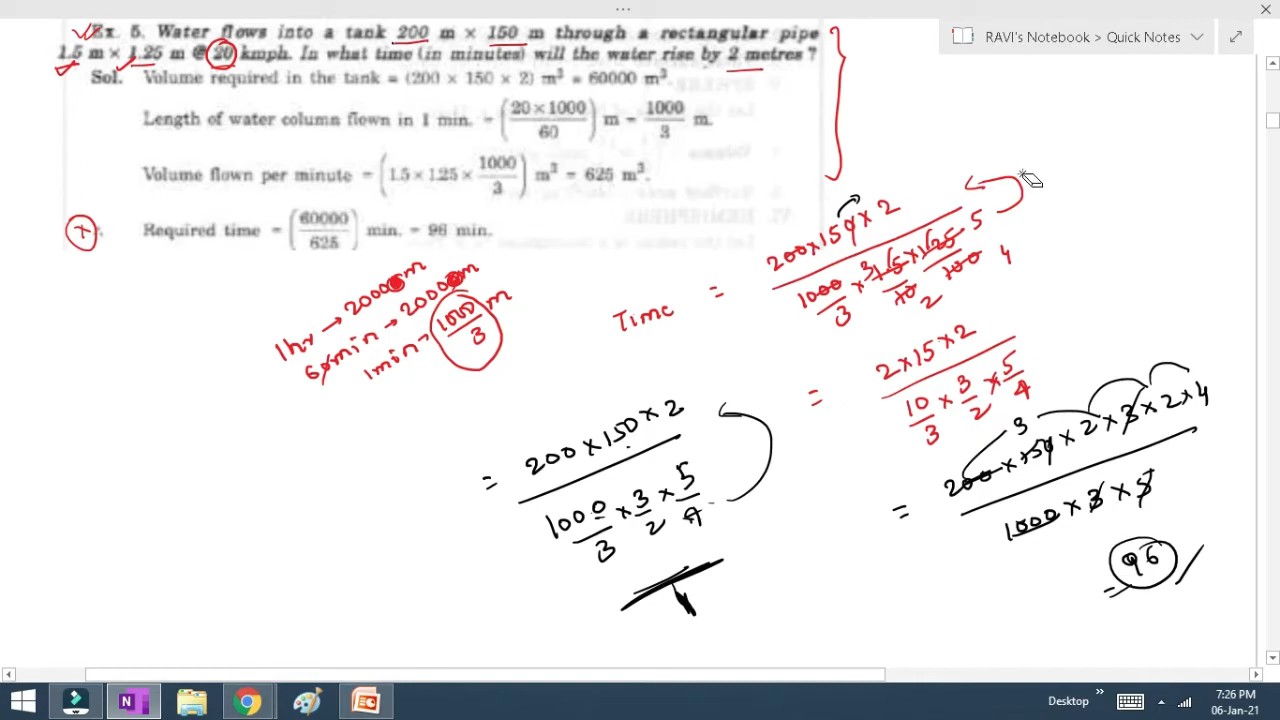 RAVI's Notebook > Quick Notes
Ex. 5. Water flows into a tank 200 m × 150 m through a rectangular pipe
1.5 m × 1.25 m @ 20 kmph. In what time (in minutes) will the water rise by 2 metres ?
Sol. Volume required in the tank = (200 × 150 × 2) m³ = 60000 m³.
Length of water column flown in 1 min. = (20 × 1000 / 60) m = 1000 / 3 m.
Volume flown per minute = (1.5 × 1.25 × 1000 / 3) m³ = 625 m³.
Required time = (60000 / 625) min. = 96 min.
1hr → 20000m
60min → 20000m
1min → 1000/3 m
Time = 200×150×2
1000/3 × 3 15/10 2 × 125/100 5 4
= 2×15×2
10/3 × 3/2 × 5/4
= 200×150×2
1000/3 × 3/2 × 5/4
= 200 × 150 3 × 2 × 3 × 2 × 4
1000 × 3 × 5
= 96
Desktop
7:26 PM
06-Jan-21